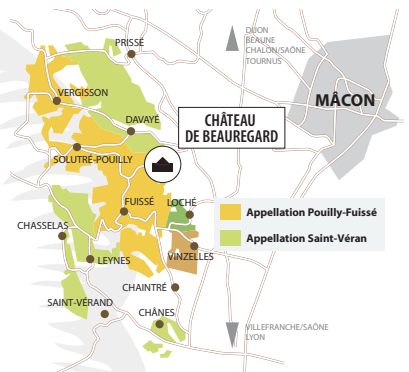 DIJON
BEAUNE
CHALON/SAÔNE
TOURNUS
PRISSÉ
VERGISSON
MÂCON
DAVAYÉ
CHÂTEAU
DE BEAUREGARD
SOLUTRÉ-POUILLY
FUISSÉ
LOCHÉ
Appellation Pouilly-Fuissé
CHASSELAS
Appellation Saint-Véran
LEYNES
VINZELLES
CHAINTRÉ
SAINT-VÉRAND
CHÂNES
VILLEFRANCHE/SAÔNE
LYON